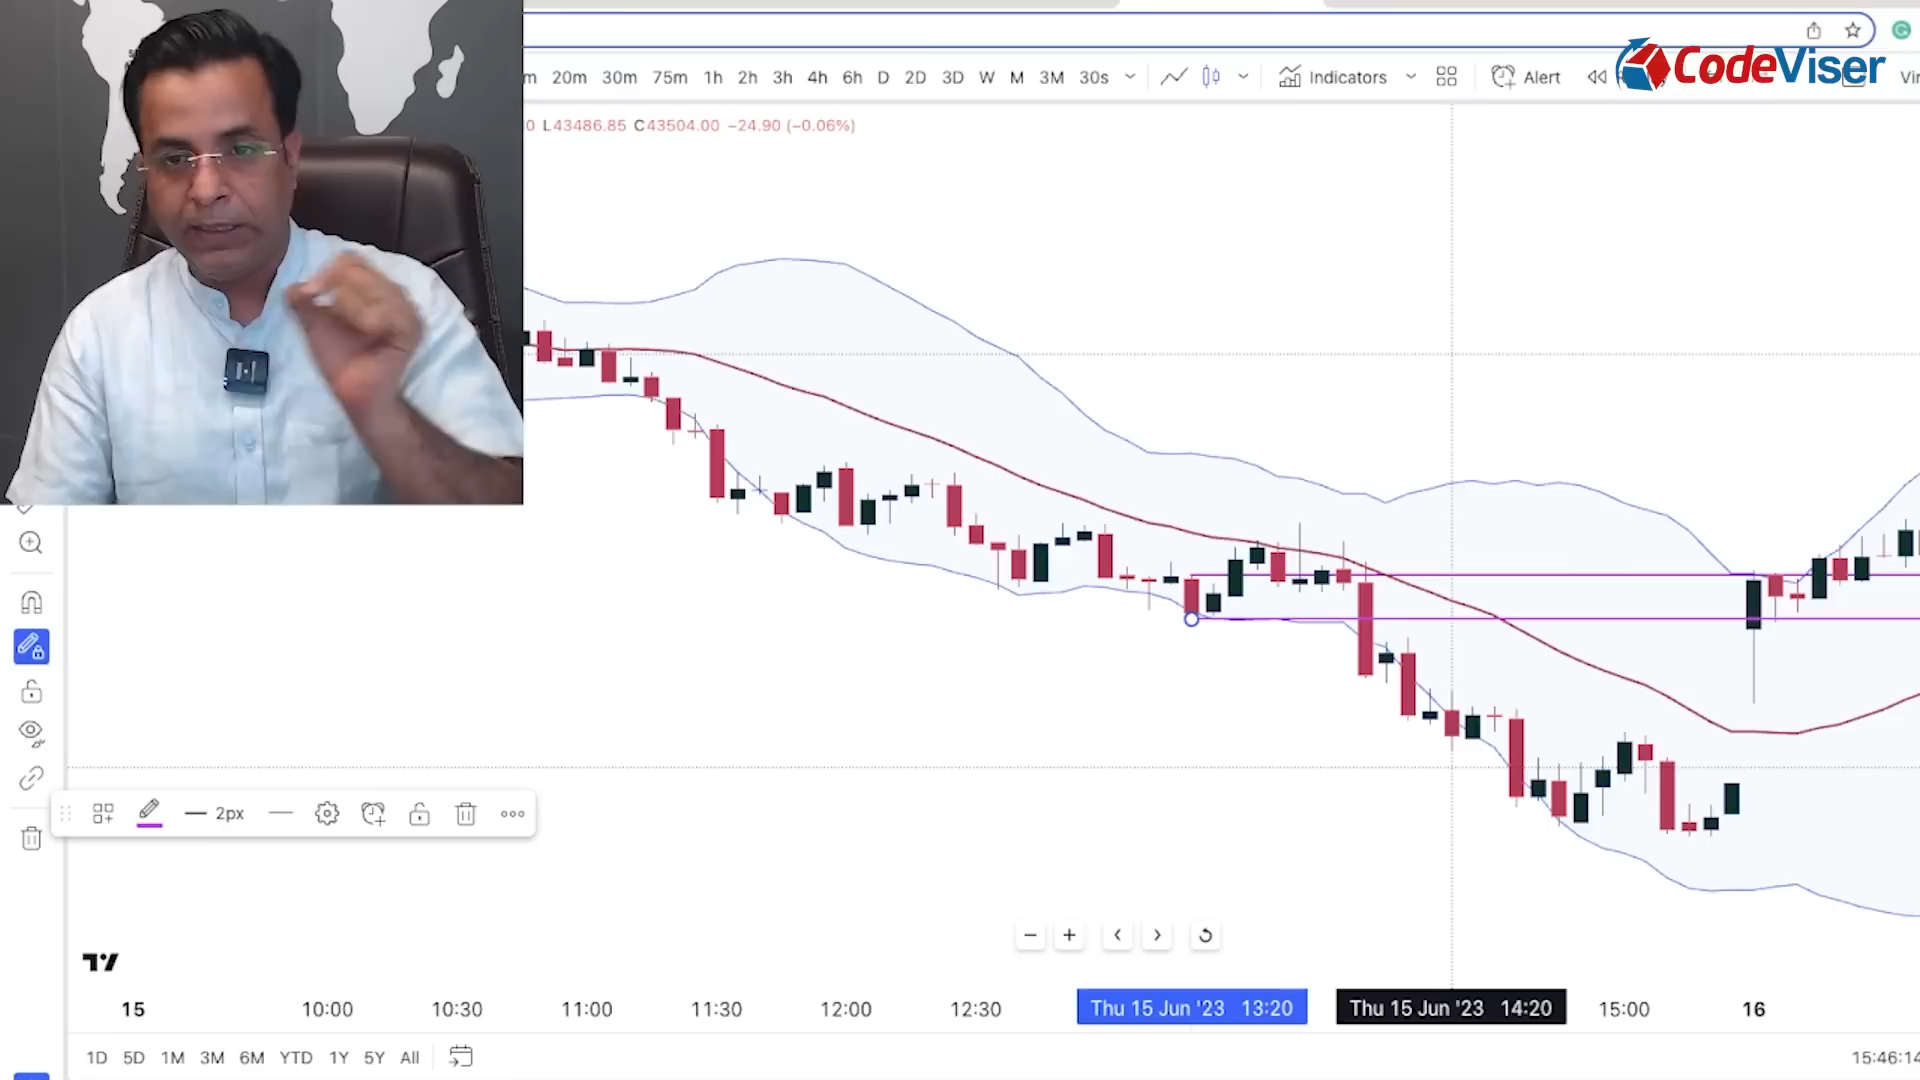 CodeViser
m 20m 30m 75m 1h 2h 3h 4h 6h D 2D 3D W M 3M 30s Indicators Alert Vin
0 L43486.85 C43504.00 −24.90 (−0.06%)
2px
15 10:00 10:30 11:00 11:30 12:00 12:30 Thu 15 Jun '23 13:20 Thu 15 Jun '23 14:20 15:00 16
1D 5D 1M 3M 6M YTD 1Y 5Y All 15:46:14